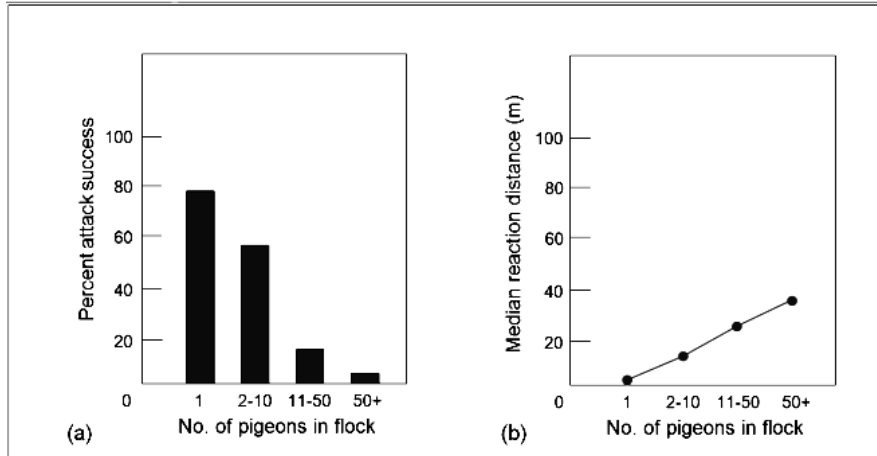 Percent attack success
100
80
60
40
20
0
1 2-10 11-50 50+
(a) No. of pigeons in flock
Median reaction distance (m)
100
80
60
40
20
0
1 2-10 11-50 50+
(b) No. of pigeons in flock